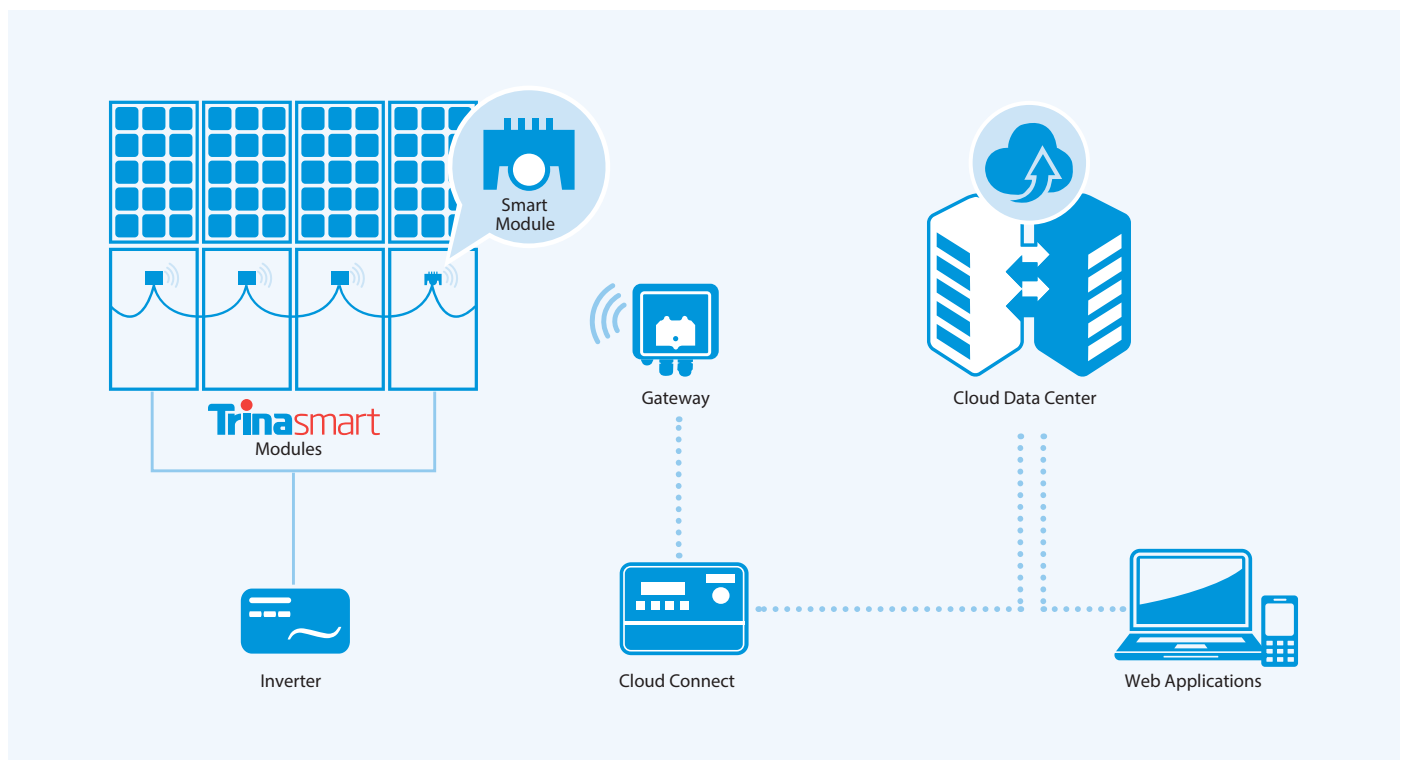 Smart
Module
Trinasmart
Modules
Gateway
Cloud Data Center
Inverter
Cloud Connect
Web Applications